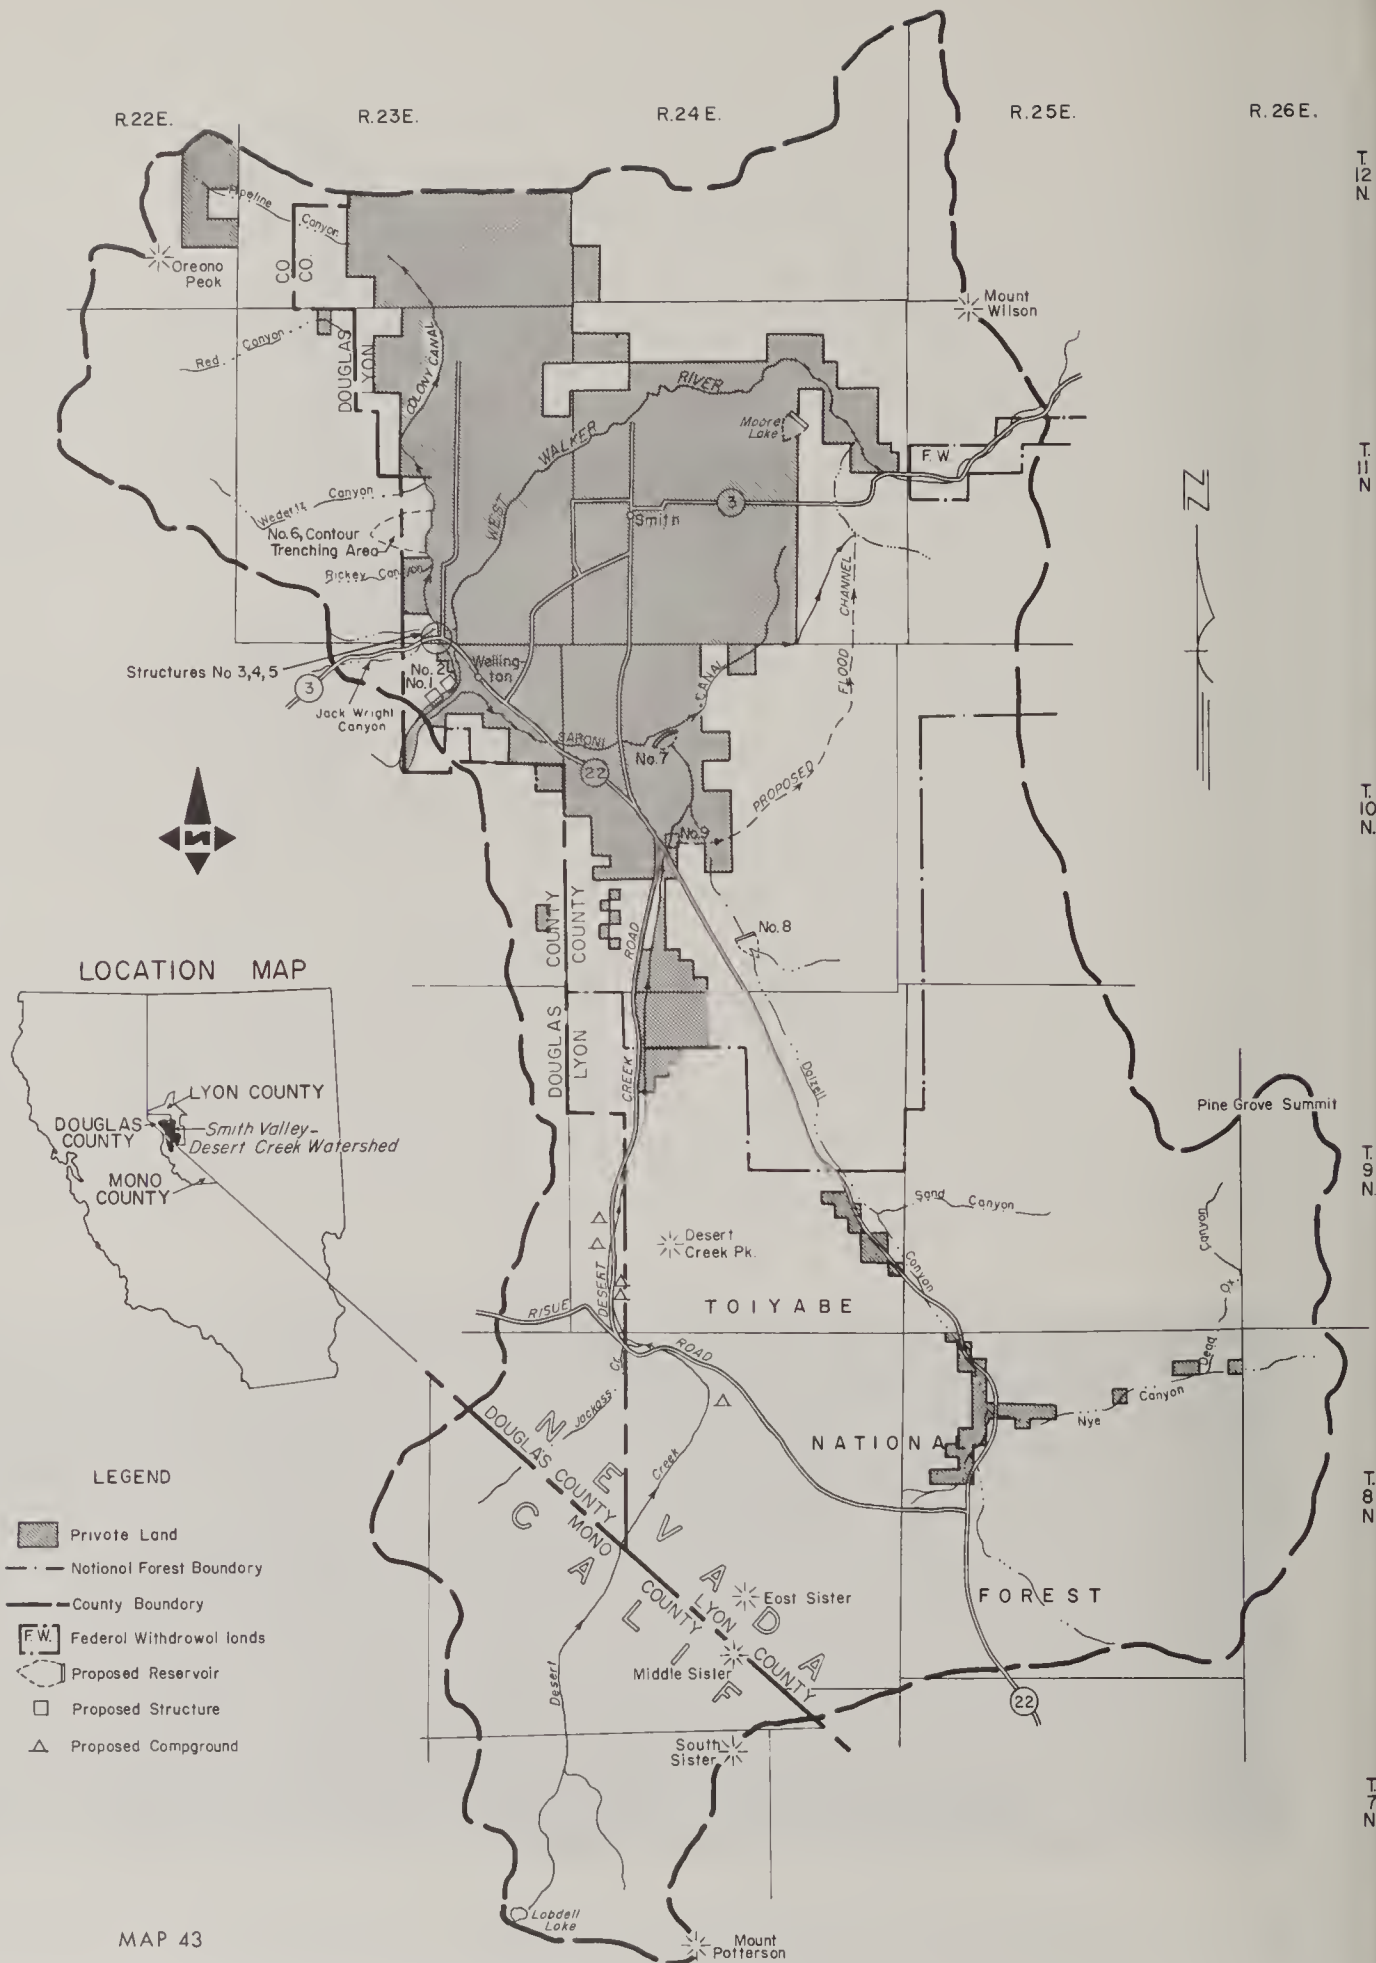 R.22E.
R.23E.
R.24E.
R.25E.
R.26E.
T.
12
N.
Pipeline
Canyon
Oreono
Peak
CO
CO.
Mount
Wilson
Red Canyon
DOUGLAS
LYON
COLONY CANAL
RIVER
WALKER
WEST
Moore
Lake
F.W.
T.
11
N
Canyon
No.6, Contour
Trenching Area
Rickey Canyon
3
Smith
FLOOD CHANNEL
PROPOSED
Structures No 3,4,5
3
Jack Wright
Canyon
No.2
No.1
Welling-
ton
SARONI
CANAL
No.7
22
No.9
T.
10
N.
N
DOUGLAS COUNTY
LYON COUNTY
No.8
DESERT CREEK ROAD
LOCATION MAP
LYON COUNTY
DOUGLAS
COUNTY
Smith Valley-
Desert Creek Watershed
MONO
COUNTY
Dalzell
Canyon
Pine Grove Summit
T.
9
N.
Sand Canyon
Canyon
Desert
Creek Pk.
TOIYABE
RISUE
ROAD
Jackass
Cr.
Nye
Canyon
NATIONAL
NEVADA
CALIF
DOUGLAS COUNTY
MONO COUNTY
LYON COUNTY
Creek
Desert
T.
8
N
East Sister
FOREST
Middle Sister
22
South
Sister
LEGEND
Private Land
National Forest Boundary
County Boundary
F.W. Federal Withdrawal lands
Proposed Reservoir
Proposed Structure
Proposed Campground
T.
7
N
Lobdell
Lake
Mount
Potterson
MAP 43